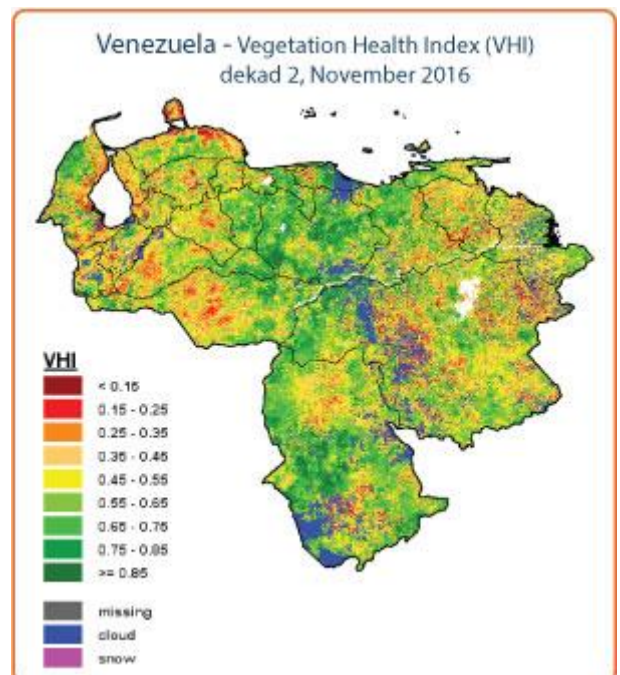 Venezuela - Vegetation Health Index (VHI)
dekad 2, November 2016
VHI
< 0.15
0.15 - 0.25
0.25 - 0.35
0.35 - 0.45
0.45 - 0.55
0.55 - 0.65
0.65 - 0.75
0.75 - 0.85
>= 0.85
missing
cloud
snow